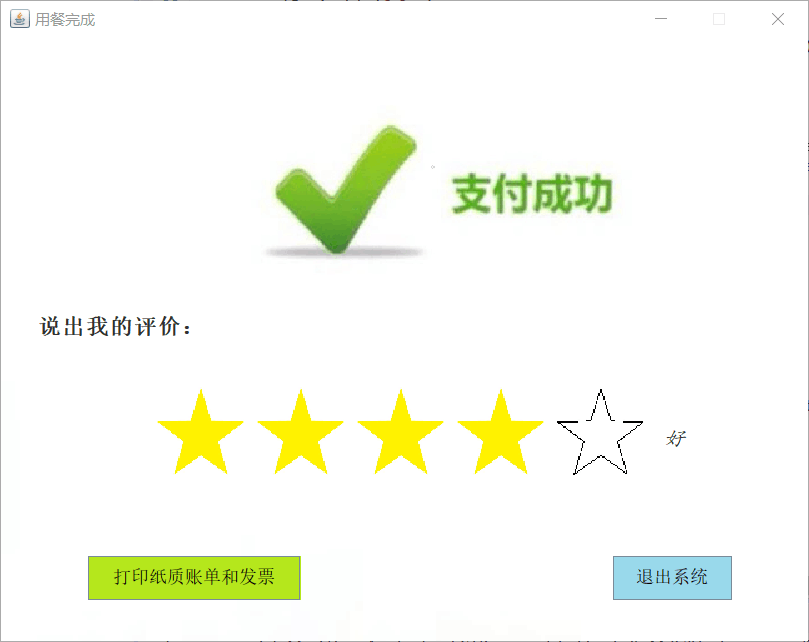 用餐完成
支付成功
说出我的评价：
好
打印纸质账单和发票
退出系统